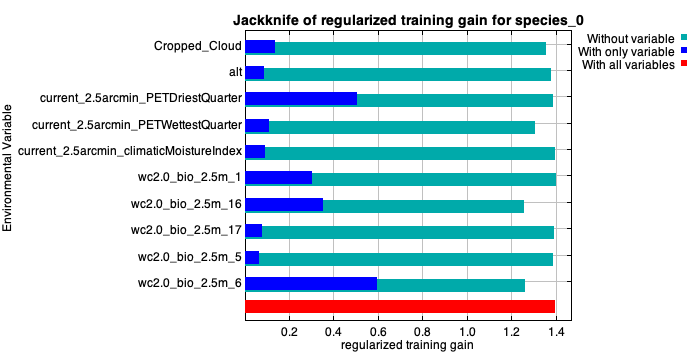 Jackknife of regularized training gain for species_0
Without variable
With only variable
With all variables
Environmental Variable
Cropped_Cloud
alt
current_2.5arcmin_PETDriestQuarter
current_2.5arcmin_PETWettestQuarter
current_2.5arcmin_climaticMoistureIndex
wc2.0_bio_2.5m_1
wc2.0_bio_2.5m_16
wc2.0_bio_2.5m_17
wc2.0_bio_2.5m_5
wc2.0_bio_2.5m_6
0.2 0.4 0.6 0.8 1.0 1.2 1.4
regularized training gain